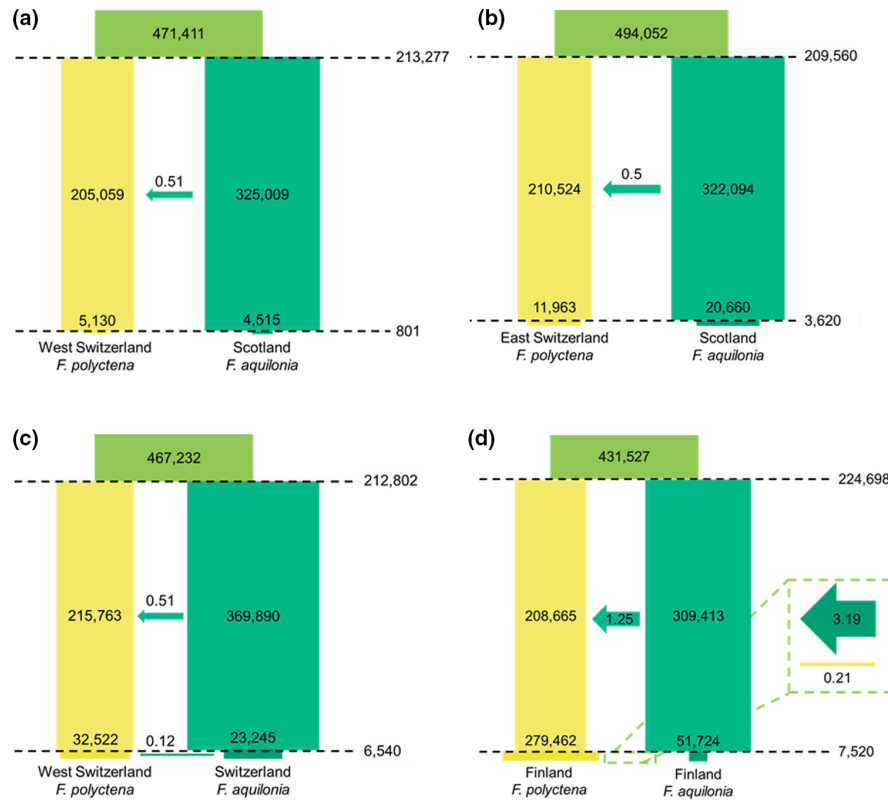 (a)
471,411
213,277
0.51
205,059
325,009
5,130
4,515
801
West Switzerland
F. polyctena
Scotland
F. aquilonia
(b)
494,052
209,560
0.5
210,524
322,094
11,963
20,660
3,620
East Switzerland
F. polyctena
Scotland
F. aquilonia
(c)
467,232
212,802
0.51
215,763
369,890
32,522
0.12
23,245
6,540
West Switzerland
F. polyctena
Switzerland
F. aquilonia
(d)
431,527
224,698
208,665
1.25
309,413
3.19
0.21
279,462
51,724
7,520
Finland
F. polyctena
Finland
F. aquilonia